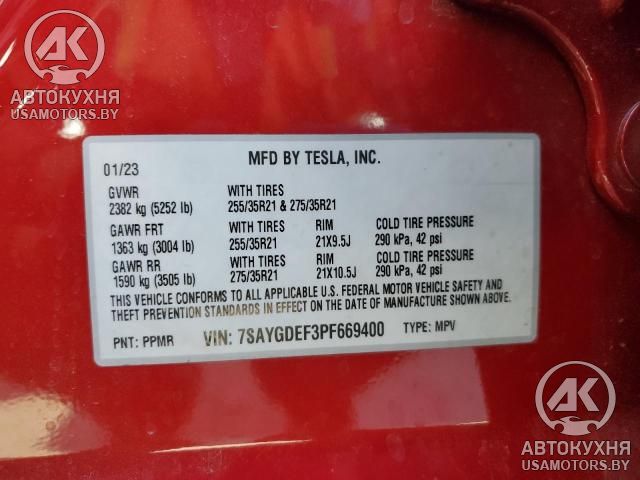 АК
АВТОКУХНЯ
USAMOTORS.BY
MFD BY TESLA, INC.
01/23
GVWR WITH TIRES
2382 kg (5252 lb) 255/35R21 & 275/35R21
GAWR FRT WITH TIRES RIM COLD TIRE PRESSURE
1363 kg (3004 lb) 255/35R21 21X9.5J 290 kPa, 42 psi
GAWR RR WITH TIRES RIM COLD TIRE PRESSURE
1590 kg (3505 lb) 275/35R21 21X10.5J 290 kPa, 42 psi
THIS VEHICLE CONFORMS TO ALL APPLICABLE U.S. FEDERAL MOTOR VEHICLE SAFETY AND
THEFT PREVENTION STANDARDS IN EFFECT ON THE DATE OF MANUFACTURE SHOWN ABOVE.
PNT: PPMR VIN: 7SAYGDEF3PF669400 TYPE: MPV
АК
АВТОКУХНЯ
USAMOTORS.BY